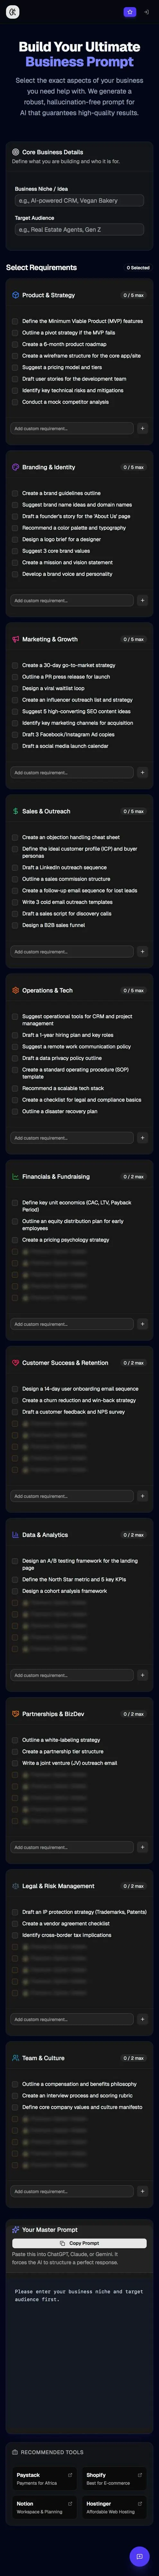 Build Your Ultimate
Business Prompt
Select the exact aspects of your business
you need help with. We generate a
robust, hallucination-free prompt for
AI that guarantees high-quality results.
Core Business Details
Define what you are building and who it is for.
Business Niche / Idea
e.g., AI-powered CRM, Vegan Bakery
Target Audience
e.g., Real Estate Agents, Gen Z
Select Requirements
0 Selected
Product & Strategy
0 / 5 max
Define the Minimum Viable Product (MVP) features
Outline a pivot strategy if the MVP fails
Create a 6-month product roadmap
Create a wireframe structure for the core app/site
Suggest a pricing model and tiers
Draft user stories for the development team
Identify key technical risks and mitigations
Conduct a mock competitor analysis
Add custom requirement...
Branding & Identity
0 / 5 max
Create a brand guidelines outline
Suggest brand name ideas and domain names
Draft a founder's story for the 'About Us' page
Recommend a color palette and typography
Design a logo brief for a designer
Suggest 3 core brand values
Create a mission and vision statement
Develop a brand voice and personality
Add custom requirement...
Marketing & Growth
0 / 5 max
Create a 30-day go-to-market strategy
Outline a PR press release for launch
Design a viral waitlist loop
Create an influencer outreach list and strategy
Suggest 5 high-converting SEO content ideas
Identify key marketing channels for acquisition
Draft 3 Facebook/Instagram Ad copies
Draft a social media launch calendar
Add custom requirement...
Sales & Outreach
0 / 5 max
Create an objection handling cheat sheet
Define the ideal customer profile (ICP) and buyer
personas
Draft a LinkedIn outreach sequence
Outline a sales commission structure
Create a follow-up email sequence for lost leads
Write 3 cold email outreach templates
Draft a sales script for discovery calls
Design a B2B sales funnel
Add custom requirement...
Operations & Tech
0 / 5 max
Suggest operational tools for CRM and project
management
Draft a 1-year hiring plan and key roles
Suggest a remote work communication policy
Draft a data privacy policy outline
Create a standard operating procedure (SOP)
template
Recommend a scalable tech stack
Create a checklist for legal and compliance basics
Outline a disaster recovery plan
Add custom requirement...
Financials & Fundraising
0 / 2 max
Define key unit economics (CAC, LTV, Payback
Period)
Outline an equity distribution plan for early
employees
Create a pricing psychology strategy
Add custom requirement...
Customer Success & Retention
0 / 2 max
Design a 14-day user onboarding email sequence
Create a churn reduction and win-back strategy
Draft a customer feedback and NPS survey
Add custom requirement...
Data & Analytics
0 / 2 max
Design an A/B testing framework for the landing
page
Define the North Star metric and 5 key KPIs
Design a cohort analysis framework
Add custom requirement...
Partnerships & BizDev
0 / 2 max
Outline a white-labeling strategy
Create a partnership tier structure
Write a joint venture (JV) outreach email
Add custom requirement...
Legal & Risk Management
0 / 2 max
Draft an IP protection strategy (Trademarks, Patents)
Create a vendor agreement checklist
Identify cross-border tax implications
Add custom requirement...
Team & Culture
0 / 2 max
Outline a compensation and benefits philosophy
Create an interview process and scoring rubric
Define core company values and culture manifesto
Add custom requirement...
Your Master Prompt
Copy Prompt
Paste this into ChatGPT, Claude, or Gemini. It
forces the AI to structure a perfect response.
Please enter your business niche and target
audience first.
RECOMMENDED TOOLS
Paystack
Payments for Africa
Shopify
Best for E-commerce
Notion
Workspace & Planning
Hostinger
Affordable Web Hosting